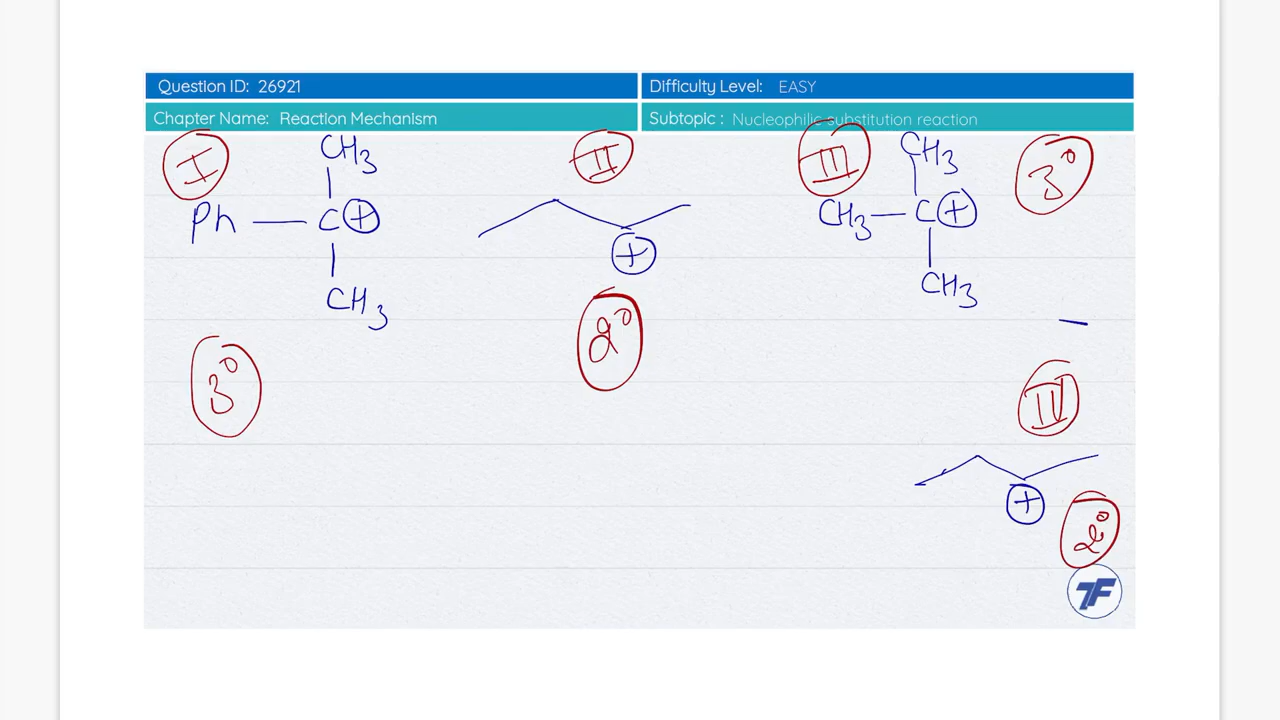 Question ID: 26921 Difficulty Level: EASY
Chapter Name: Reaction Mechanism Subtopic : Nucleophilic substitution reaction
I II III 3°
CH3 CH3
Ph — C + CH3 — C +
+
CH3 CH3
3° 2°
IV
+
2°
TF